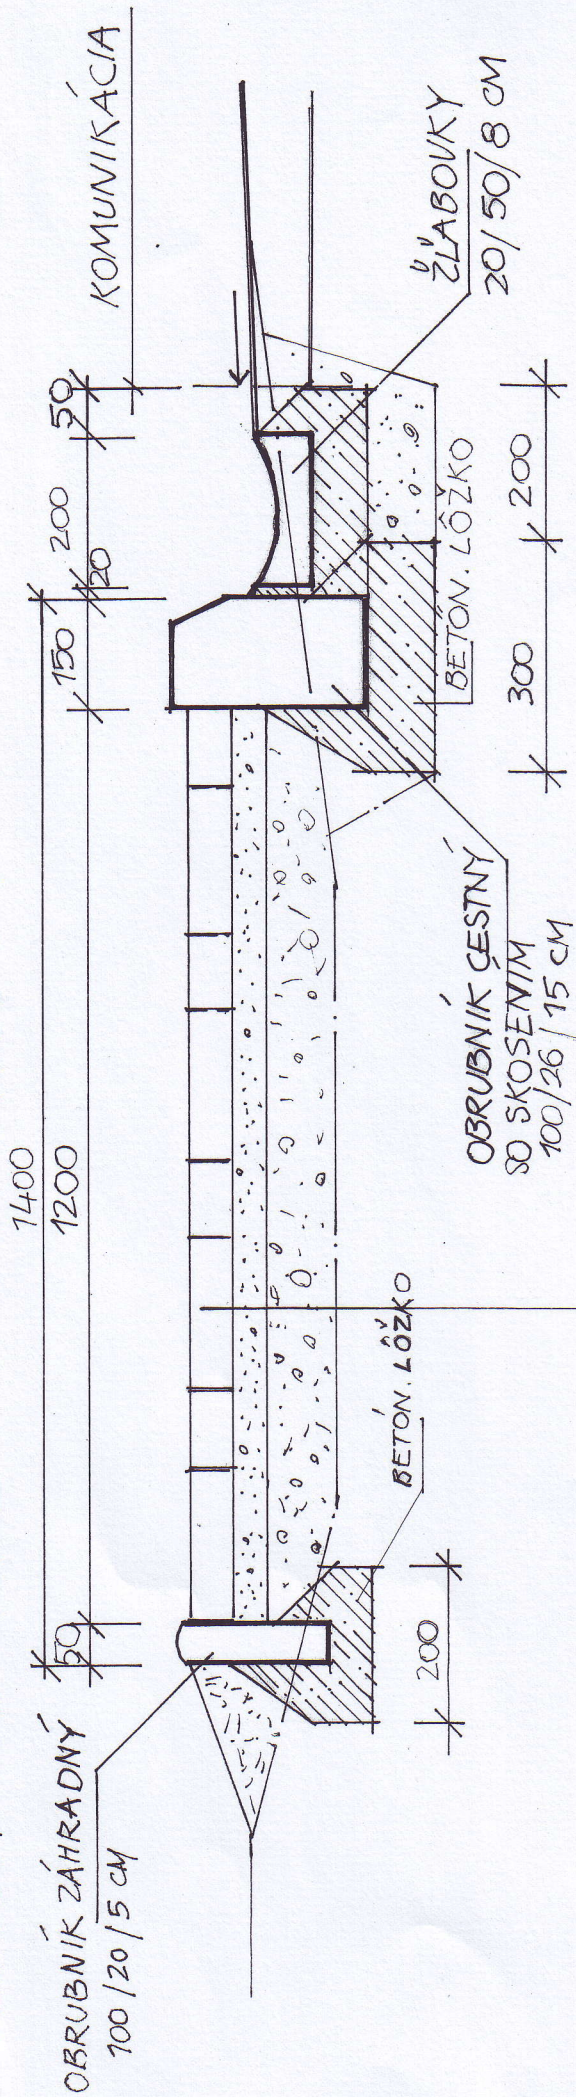 OBRUBNÍK ZÁHRADNÝ
100/20/5 CM
1400
50
1200
150
20
200
50
KOMUNIKÁCIA
200
BETÓN. LÔŽKO
OBRUBNÍK CESTNÝ
SO SKOSENÍM
100/26/15 CM
BETÓN. LÔŽKO
300
200
ŽĽABOVKY
20/50/8 CM